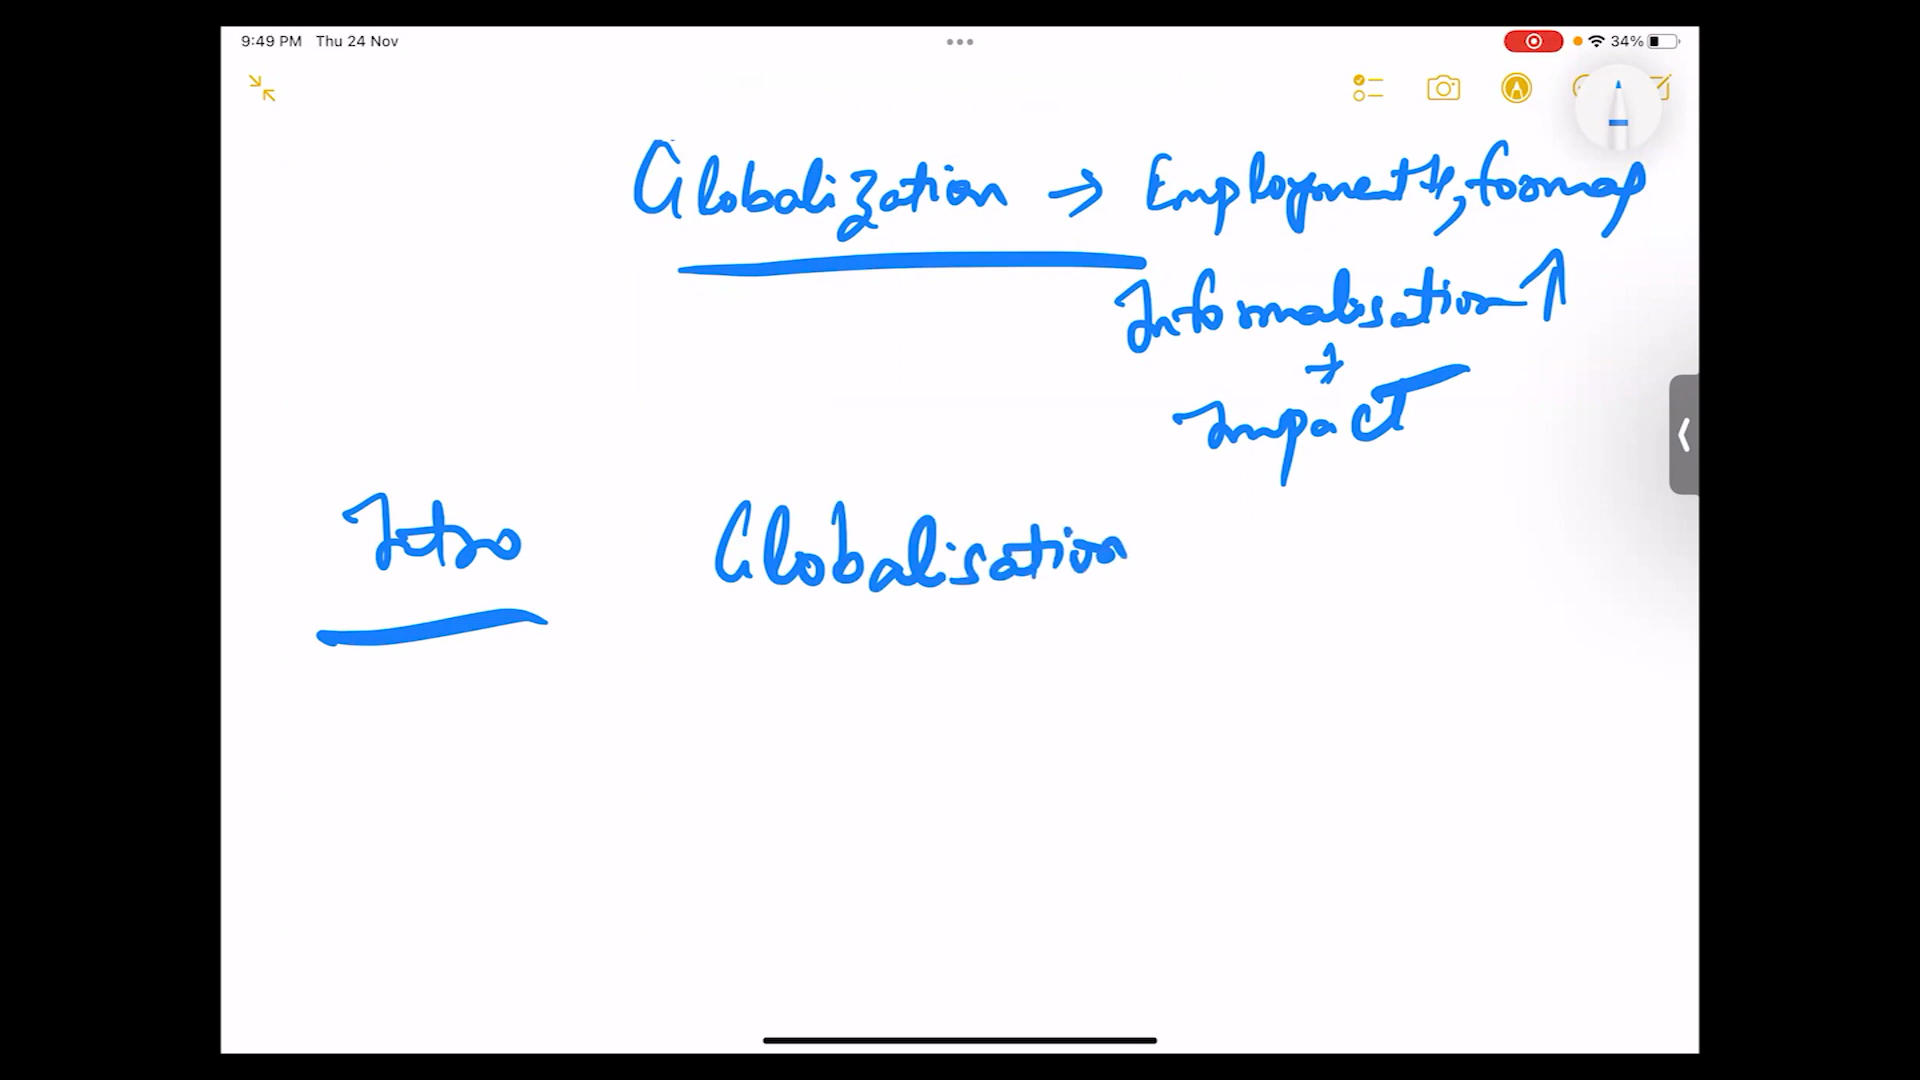 9:49 PM Thu 24 Nov
34%
Globalization → Employment↓, formal
Informalisation ↑
↓
Impact
Intro Globalisation